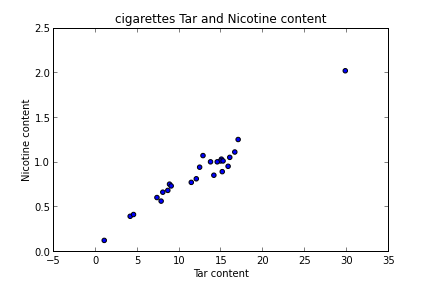 cigarettes Tar and Nicotine content
2.5
2.0
1.5
1.0
0.5
0.0
Nicotine content
−5 0 5 10 15 20 25 30 35
Tar content